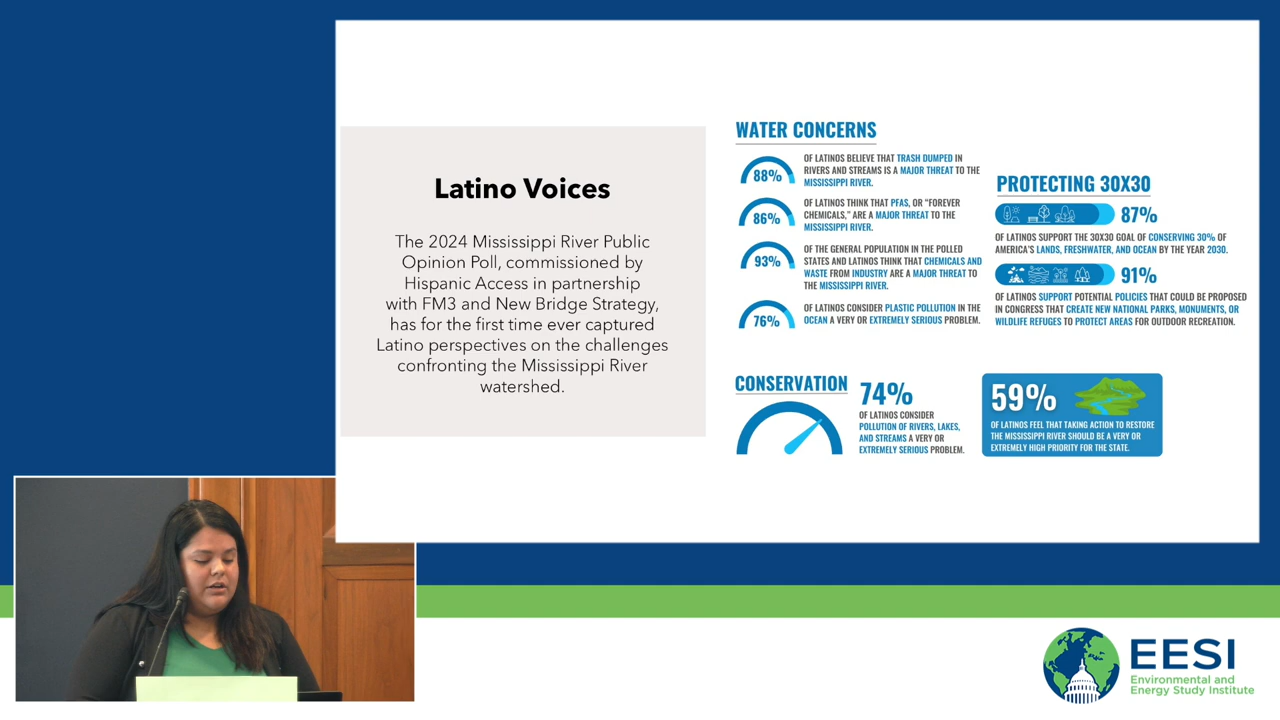 Latino Voices
The 2024 Mississippi River Public
Opinion Poll, commissioned by
Hispanic Access in partnership
with FM3 and New Bridge Strategy,
has for the first time ever captured
Latino perspectives on the challenges
confronting the Mississippi River
watershed.
WATER CONCERNS
88%
OF LATINOS BELIEVE THAT TRASH DUMPED IN
RIVERS AND STREAMS IS A MAJOR THREAT TO THE
MISSISSIPPI RIVER.
86%
OF LATINOS THINK THAT PFAS, OR “FOREVER
CHEMICALS,” ARE A MAJOR THREAT TO THE
MISSISSIPPI RIVER.
93%
OF THE GENERAL POPULATION IN THE POLLED
STATES AND LATINOS THINK THAT CHEMICALS AND
WASTE FROM INDUSTRY ARE A MAJOR THREAT TO
THE MISSISSIPPI RIVER.
76%
OF LATINOS CONSIDER PLASTIC POLLUTION IN THE
OCEAN A VERY OR EXTREMELY SERIOUS PROBLEM.
PROTECTING 30X30
87%
OF LATINOS SUPPORT THE 30X30 GOAL OF CONSERVING 30% OF
AMERICA'S LANDS, FRESHWATER, AND OCEAN BY THE YEAR 2030.
91%
OF LATINOS SUPPORT POTENTIAL POLICIES THAT COULD BE PROPOSED
IN CONGRESS THAT CREATE NEW NATIONAL PARKS, MONUMENTS, OR
WILDLIFE REFUGES TO PROTECT AREAS FOR OUTDOOR RECREATION.
CONSERVATION
74%
OF LATINOS CONSIDER
POLLUTION OF RIVERS, LAKES,
AND STREAMS A VERY OR
EXTREMELY SERIOUS PROBLEM.
59%
OF LATINOS FEEL THAT TAKING ACTION TO RESTORE
THE MISSISSIPPI RIVER SHOULD BE A VERY OR
EXTREMELY HIGH PRIORITY FOR THE STATE.
EESI
Environmental and
Energy Study Institute